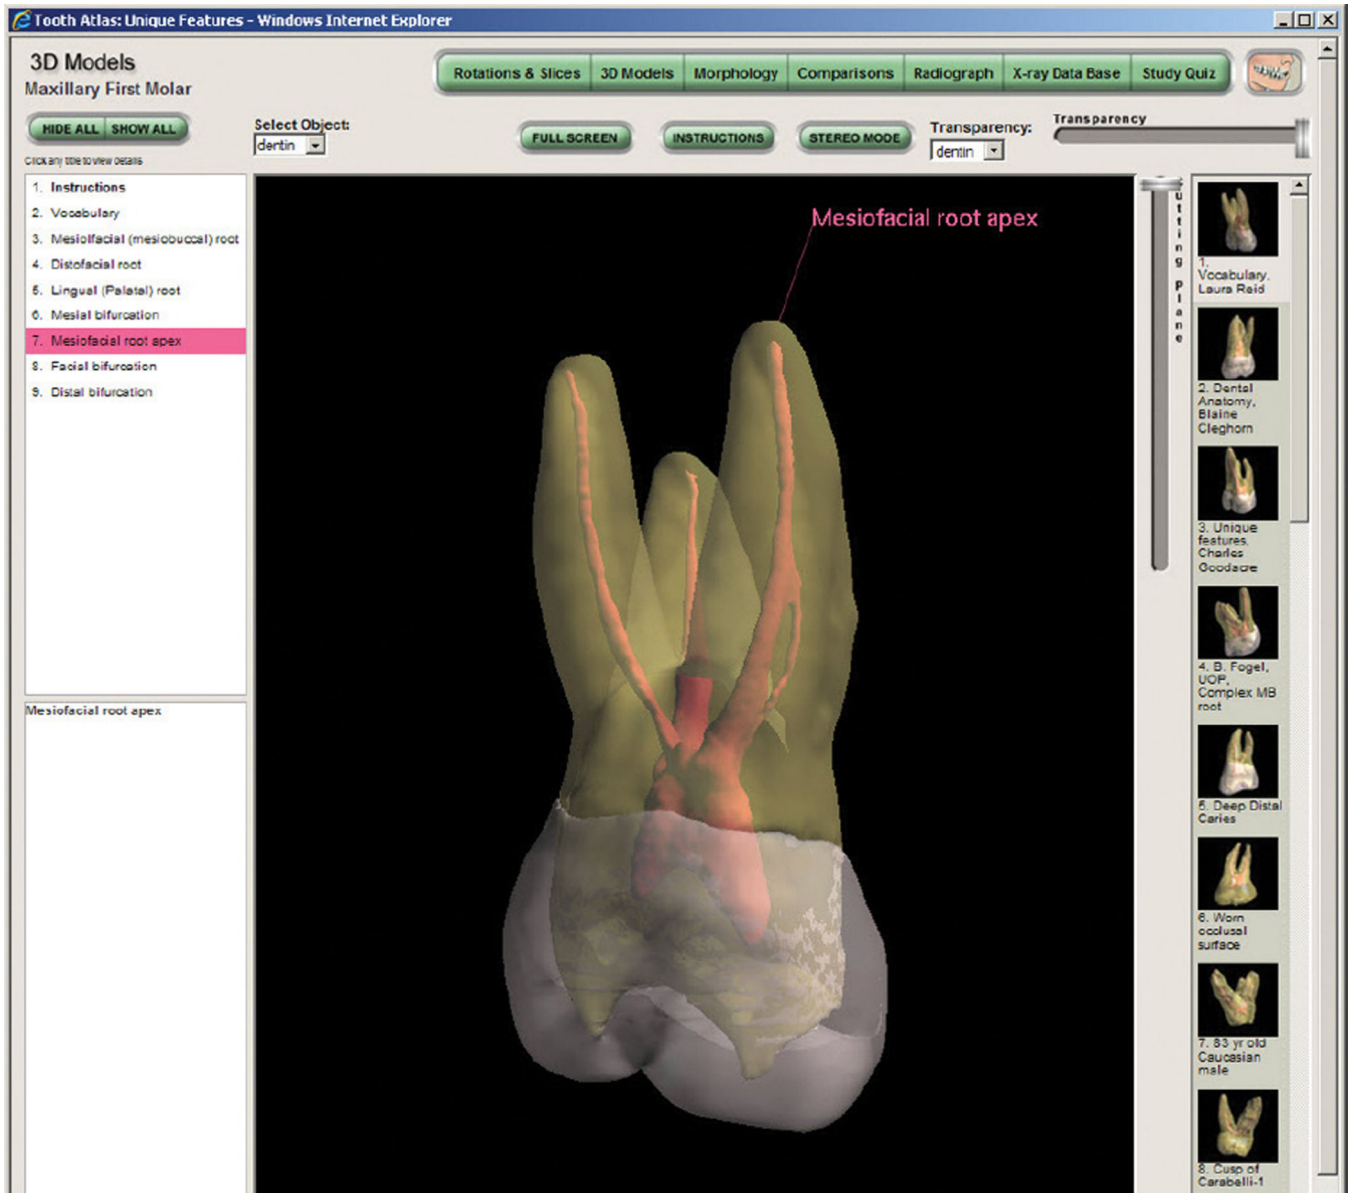 Tooth Atlas: Unique Features - Windows Internet Explorer
3D Models
Maxillary First Molar
Rotations & Slices 3D Models Morphology Comparisons Radiograph X-ray Data Base Study Quiz
HIDE ALL SHOW ALL
Click any title to view details
Select Object:
dentin
FULL SCREEN
INSTRUCTIONS
STEREO MODE
Transparency:
dentin
Transparency
1. Instructions
2. Vocabulary
3. Mesiolfacial (mesiobuccal) root
4. Distofacial root
5. Lingual (Palatal) root
6. Mesial bifurcation
7. Mesiofacial root apex
8. Facial bifurcation
9. Distal bifurcation
Mesiofacial root apex
Mesiofacial root apex
utting Plane
1.
Vocabulary,
Laura Reid
2. Dental
Anatomy,
Blaine
Cleghorn
3. Unique
features,
Charles
Goodacre
4. B. Fogel,
UOP,
Complex MB
root
5. Deep Distal
Caries
6. Worn
occlusal
surface
7. 83 yr old
Caucasian
male
8. Cusp of
Carabelli-1